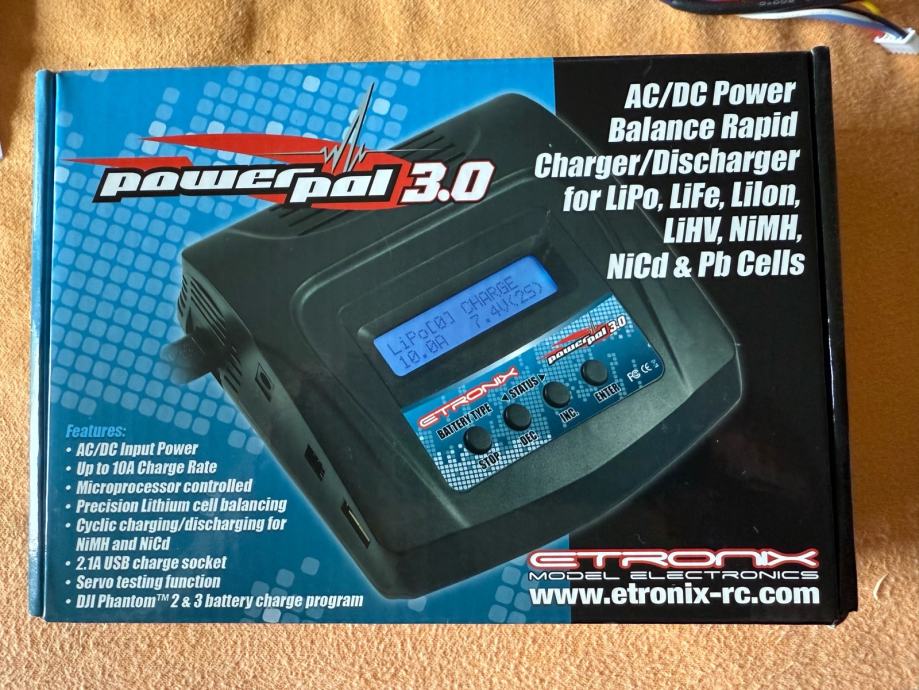 AC/DC Power
Balance Rapid
Charger/Discharger
for LiPo, LiFe, LiIon,
LiHV, NiMH,
NiCd & Pb Cells
powerpal 3.0
LiPo[0] CHARGE
10.0A 7.4V(2S)
powerpal 3.0
ETRONIX
BATTERY TYPE
◀ STATUS ▶
STOP
DEC.
INC.
ENTER
FC CE
Features:
• AC/DC Input Power
• Up to 10A Charge Rate
• Microprocessor controlled
• Precision Lithium cell balancing
• Cyclic charging/discharging for
NiMH and NiCd
• 2.1A USB charge socket
• Servo testing function
• DJI Phantom™ 2 & 3 battery charge program
ETRONIX
MODEL ELECTRONICS
www.etronix-rc.com